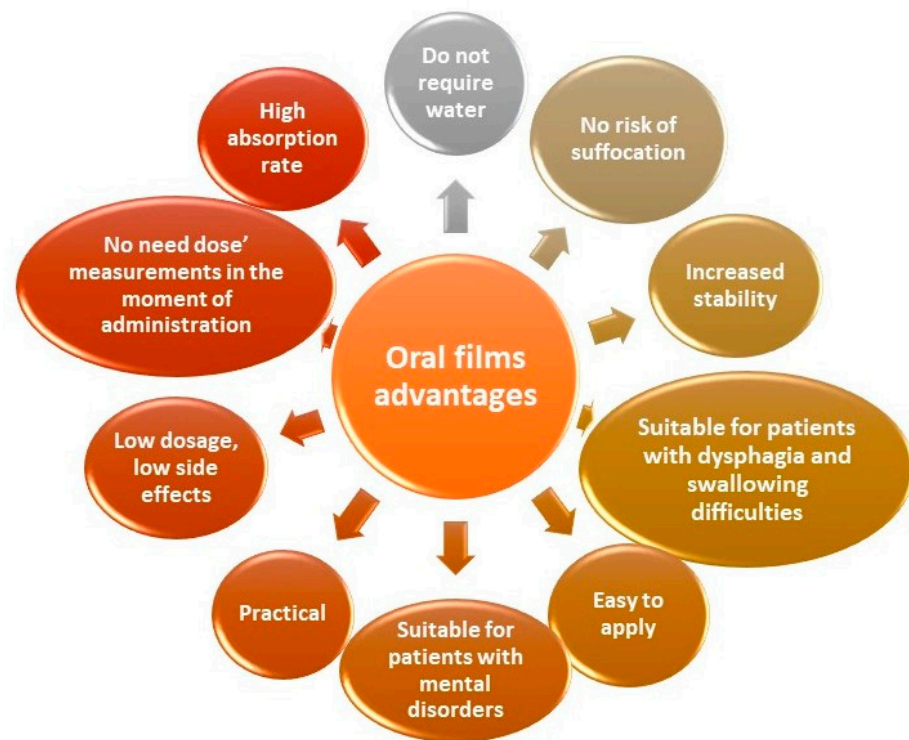 Do not
require
water
No risk of
suffocation
Increased
stability
Suitable for patients
with dysphagia and
swallowing
difficulties
Easy to
apply
Suitable for
patients with
mental
disorders
Practical
Low dosage,
low side
effects
No need dose’
measurements in the
moment of
administration
High
absorption
rate
Oral films
advantages